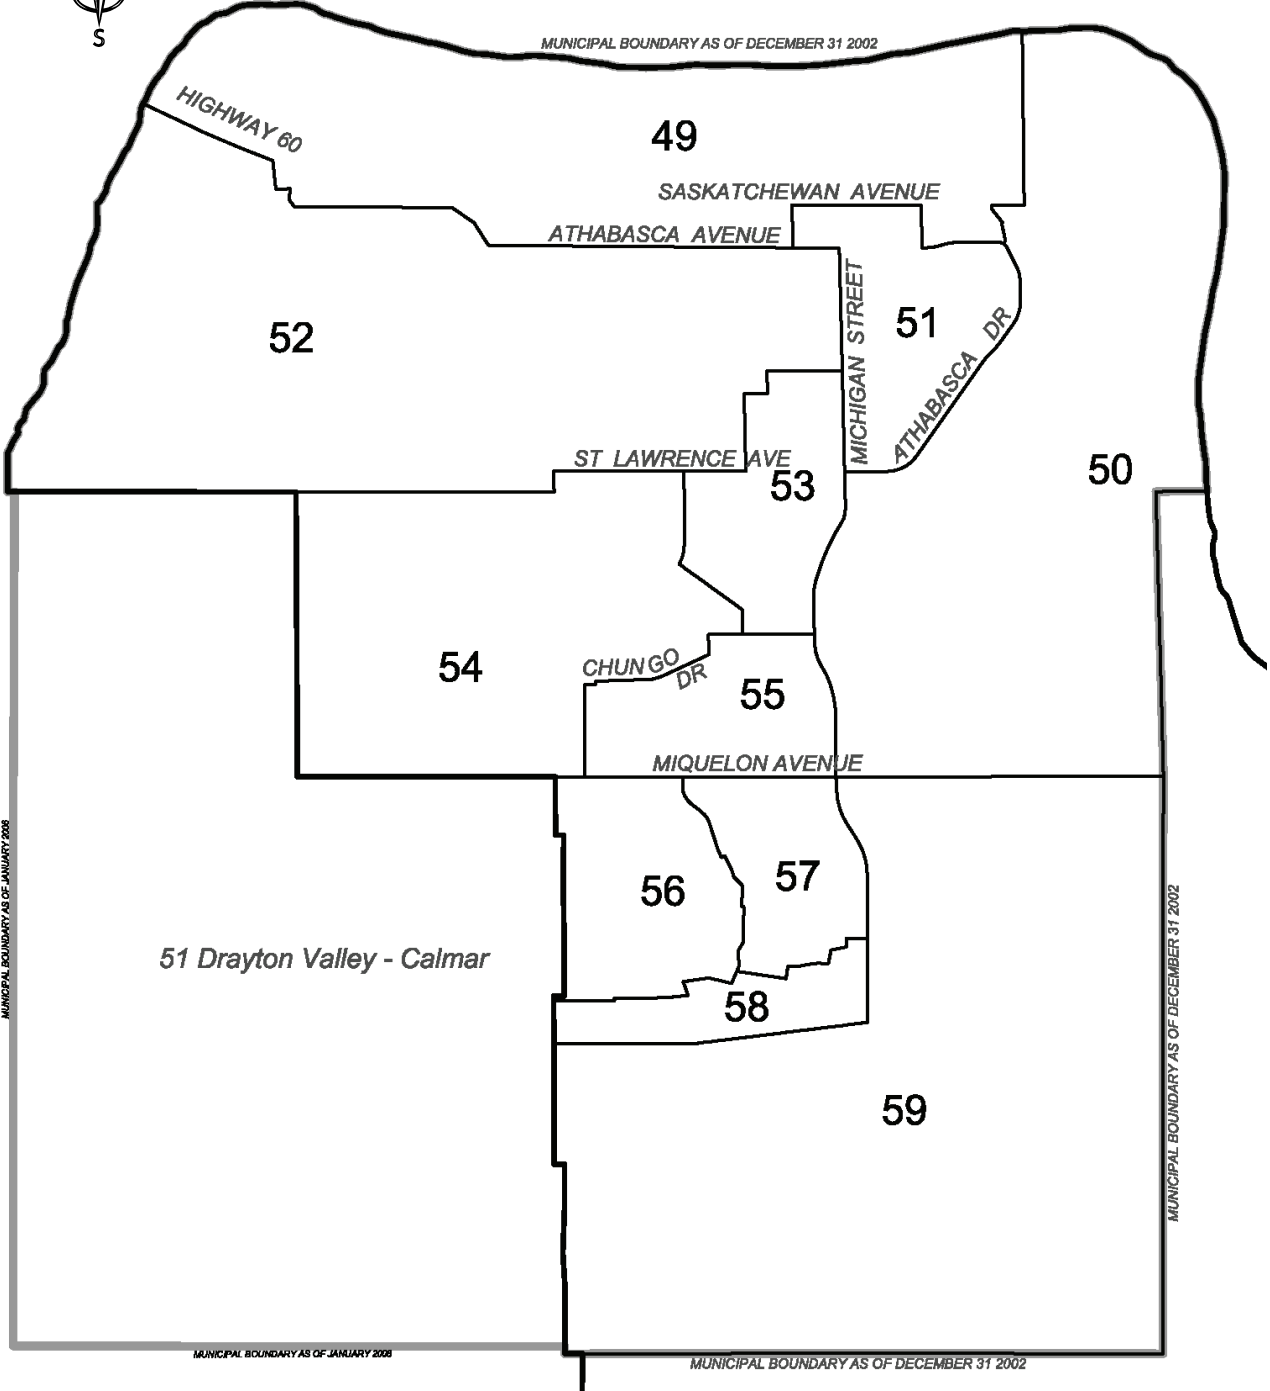 S
MUNICIPAL BOUNDARY AS OF DECEMBER 31 2002
HIGHWAY 60
49
SASKATCHEWAN AVENUE
ATHABASCA AVENUE
52
MICHIGAN STREET
51
ATHABASCA DR
ST LAWRENCE AVE
53
50
54
CHUNGO DR
55
MIQUELON AVENUE
56
57
MUNICIPAL BOUNDARY AS OF JANUARY 2006
51 Drayton Valley - Calmar
58
MUNICIPAL BOUNDARY AS OF DECEMBER 31 2002
59
MUNICIPAL BOUNDARY AS OF JANUARY 2006
MUNICIPAL BOUNDARY AS OF DECEMBER 31 2002